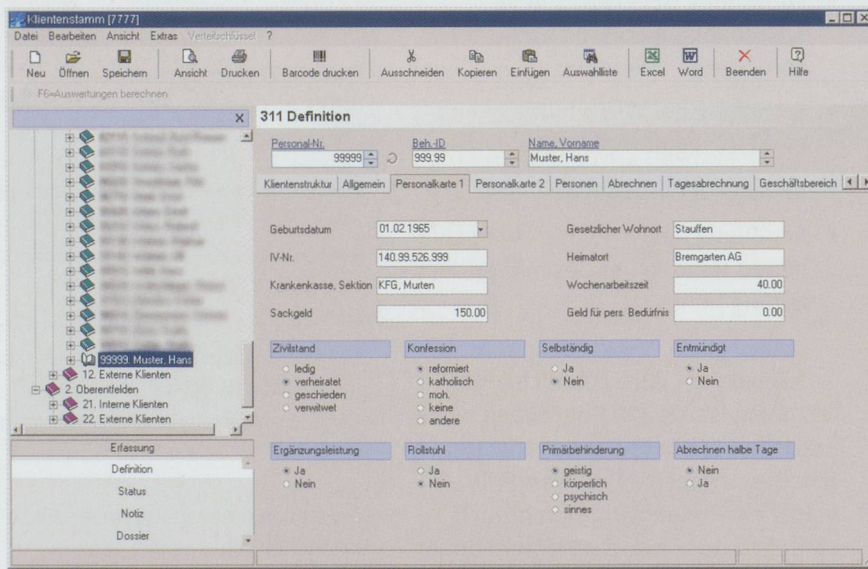 Klientenstamm [7777]
Datei Bearbeiten Ansicht Extras Verteilschlüssel ?
Neu Öffnen Speichern Ansicht Drucken Barcode drucken Ausschneiden Kopieren Einfügen Auswahlliste Excel Word Beenden Hilfe
F6=Auswertungen berechnen
311 Definition
Personal-Nr. Beh.-ID Name, Vorname
99999 999.99 Muster, Hans
Klientenstruktur Allgemein Personalkarte 1 Personalkarte 2 Personen Abrechnen Tagesabrechnung Geschäftsbereich
Geburtsdatum 01.02.1965 Gesetzlicher Wohnort Stauffen
IV-Nr. 140.99.526.999 Heimatort Bremgarten AG
Krankenkasse, Sektion KFG, Murten Wochenarbeitszeit 40.00
Sackgeld 150.00 Geld für pers. Bedürfnis 0.00
Zivilstand Konfession Selbständig Entmündigt
ledig reformiert Ja Ja
verheiratet katholisch Nein Nein
geschieden moh.
verwitwet keine
andere
Ergänzungsleistung Rollstuhl Primärbehinderung Abrechnen halbe Tage
Ja Ja geistig Nein
Nein Nein körperlich Ja
psychisch
sinnes
99999. Muster, Hans
12. Externe Klienten
2. Oberentfelden
21. Interne Klienten
22. Externe Klienten
Erfassung
Definition
Status
Notiz
Dossier